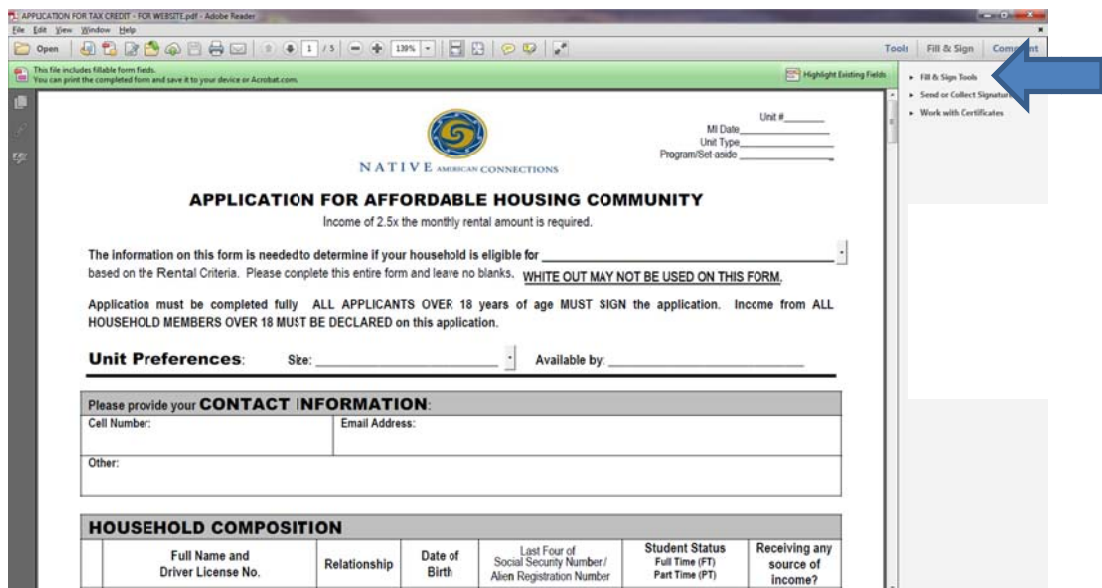 APPLICATION FOR TAX CREDIT - FOR WEBSITE.pdf - Adobe Reader
File Edit View Window Help
Open 1 / 5 139% Tools Fill & Sign Comment
This file includes fillable form fields.
You can print the completed form and save it to your device or Acrobat.com.
Highlight Existing Fields
Fill & Sign Tools
Send or Collect Signatures
Work with Certificates
Unit #
MI Date
Unit Type
Program/Set aside
NATIVE AMERICAN CONNECTIONS
APPLICATION FOR AFFORDABLE HOUSING COMMUNITY
Income of 2.5x the monthly rental amount is required.
The information on this form is neededto determine if your household is eligible for
based on the Rental Criteria. Please complete this entire form and leave no blanks. WHITE OUT MAY NOT BE USED ON THIS FORM.
Application must be completed fully ALL APPLICANTS OVER 18 years of age MUST SIGN the application. Income from ALL
HOUSEHOLD MEMBERS OVER 18 MUST BE DECLARED on this application.
Unit Preferences: Size: Available by:
Please provide your CONTACT INFORMATION:
Cell Number: Email Address:
Other:
HOUSEHOLD COMPOSITION
Full Name and
Driver License No.
Relationship
Date of
Birth
Last Four of
Social Security Number/
Alien Registration Number
Student Status
Full Time (FT)
Part Time (PT)
Receiving any
source of
income?